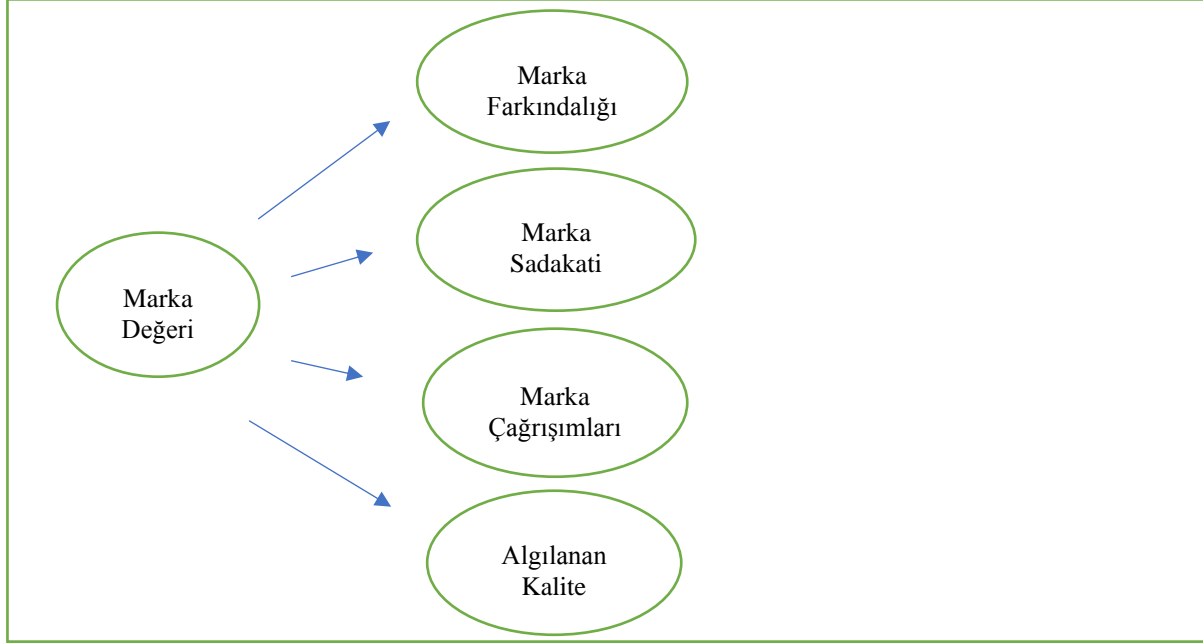 Marka
Farkındalığı
Marka
Sadakati
Marka
Değeri
Marka
Çağrışımları
Algılanan
Kalite